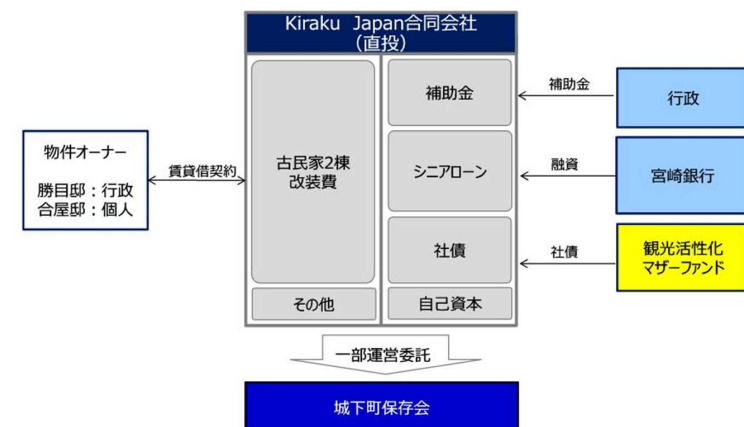 Kiraku Japan合同会社
（直投）
物件オーナー
勝目邸：行政
合屋邸：個人
賃貸借契約
古民家2棟
改装費
その他
補助金
シニアローン
社債
自己資本
補助金
融資
社債
行政
宮崎銀行
観光活性化
マザーファンド
一部運営委託
城下町保存会